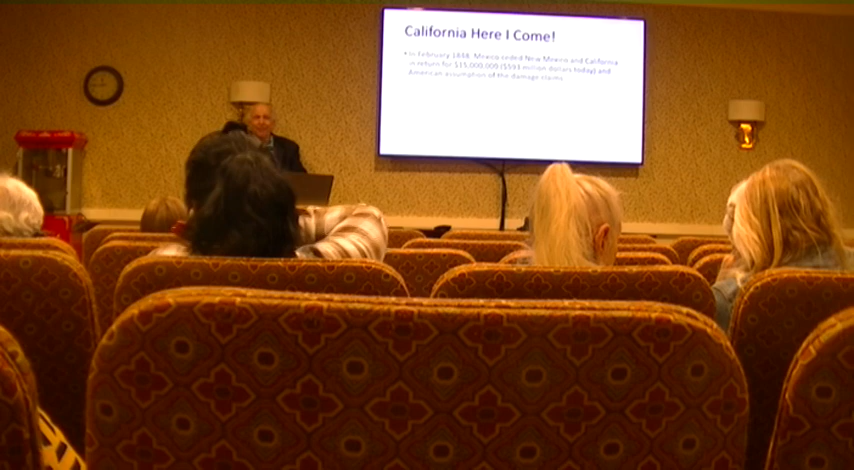 California Here I Come!
• In February 1848, Mexico ceded New Mexico and California
in return for $15,000,009 ($593 million dollars today) and
American assumption of the damage claims.